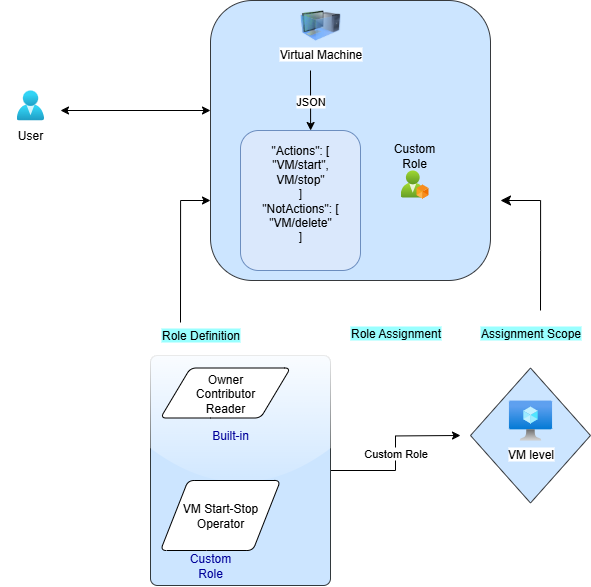 Virtual Machine
JSON
User
"Actions": [
"VM/start",
VM/stop"
]
"NotActions": [
"VM/delete"
]
Custom
Role
Role Definition
Role Assignment
Assignment Scope
Owner
Contributor
Reader
Built-in
Custom Role
VM level
VM Start-Stop
Operator
Custom
Role